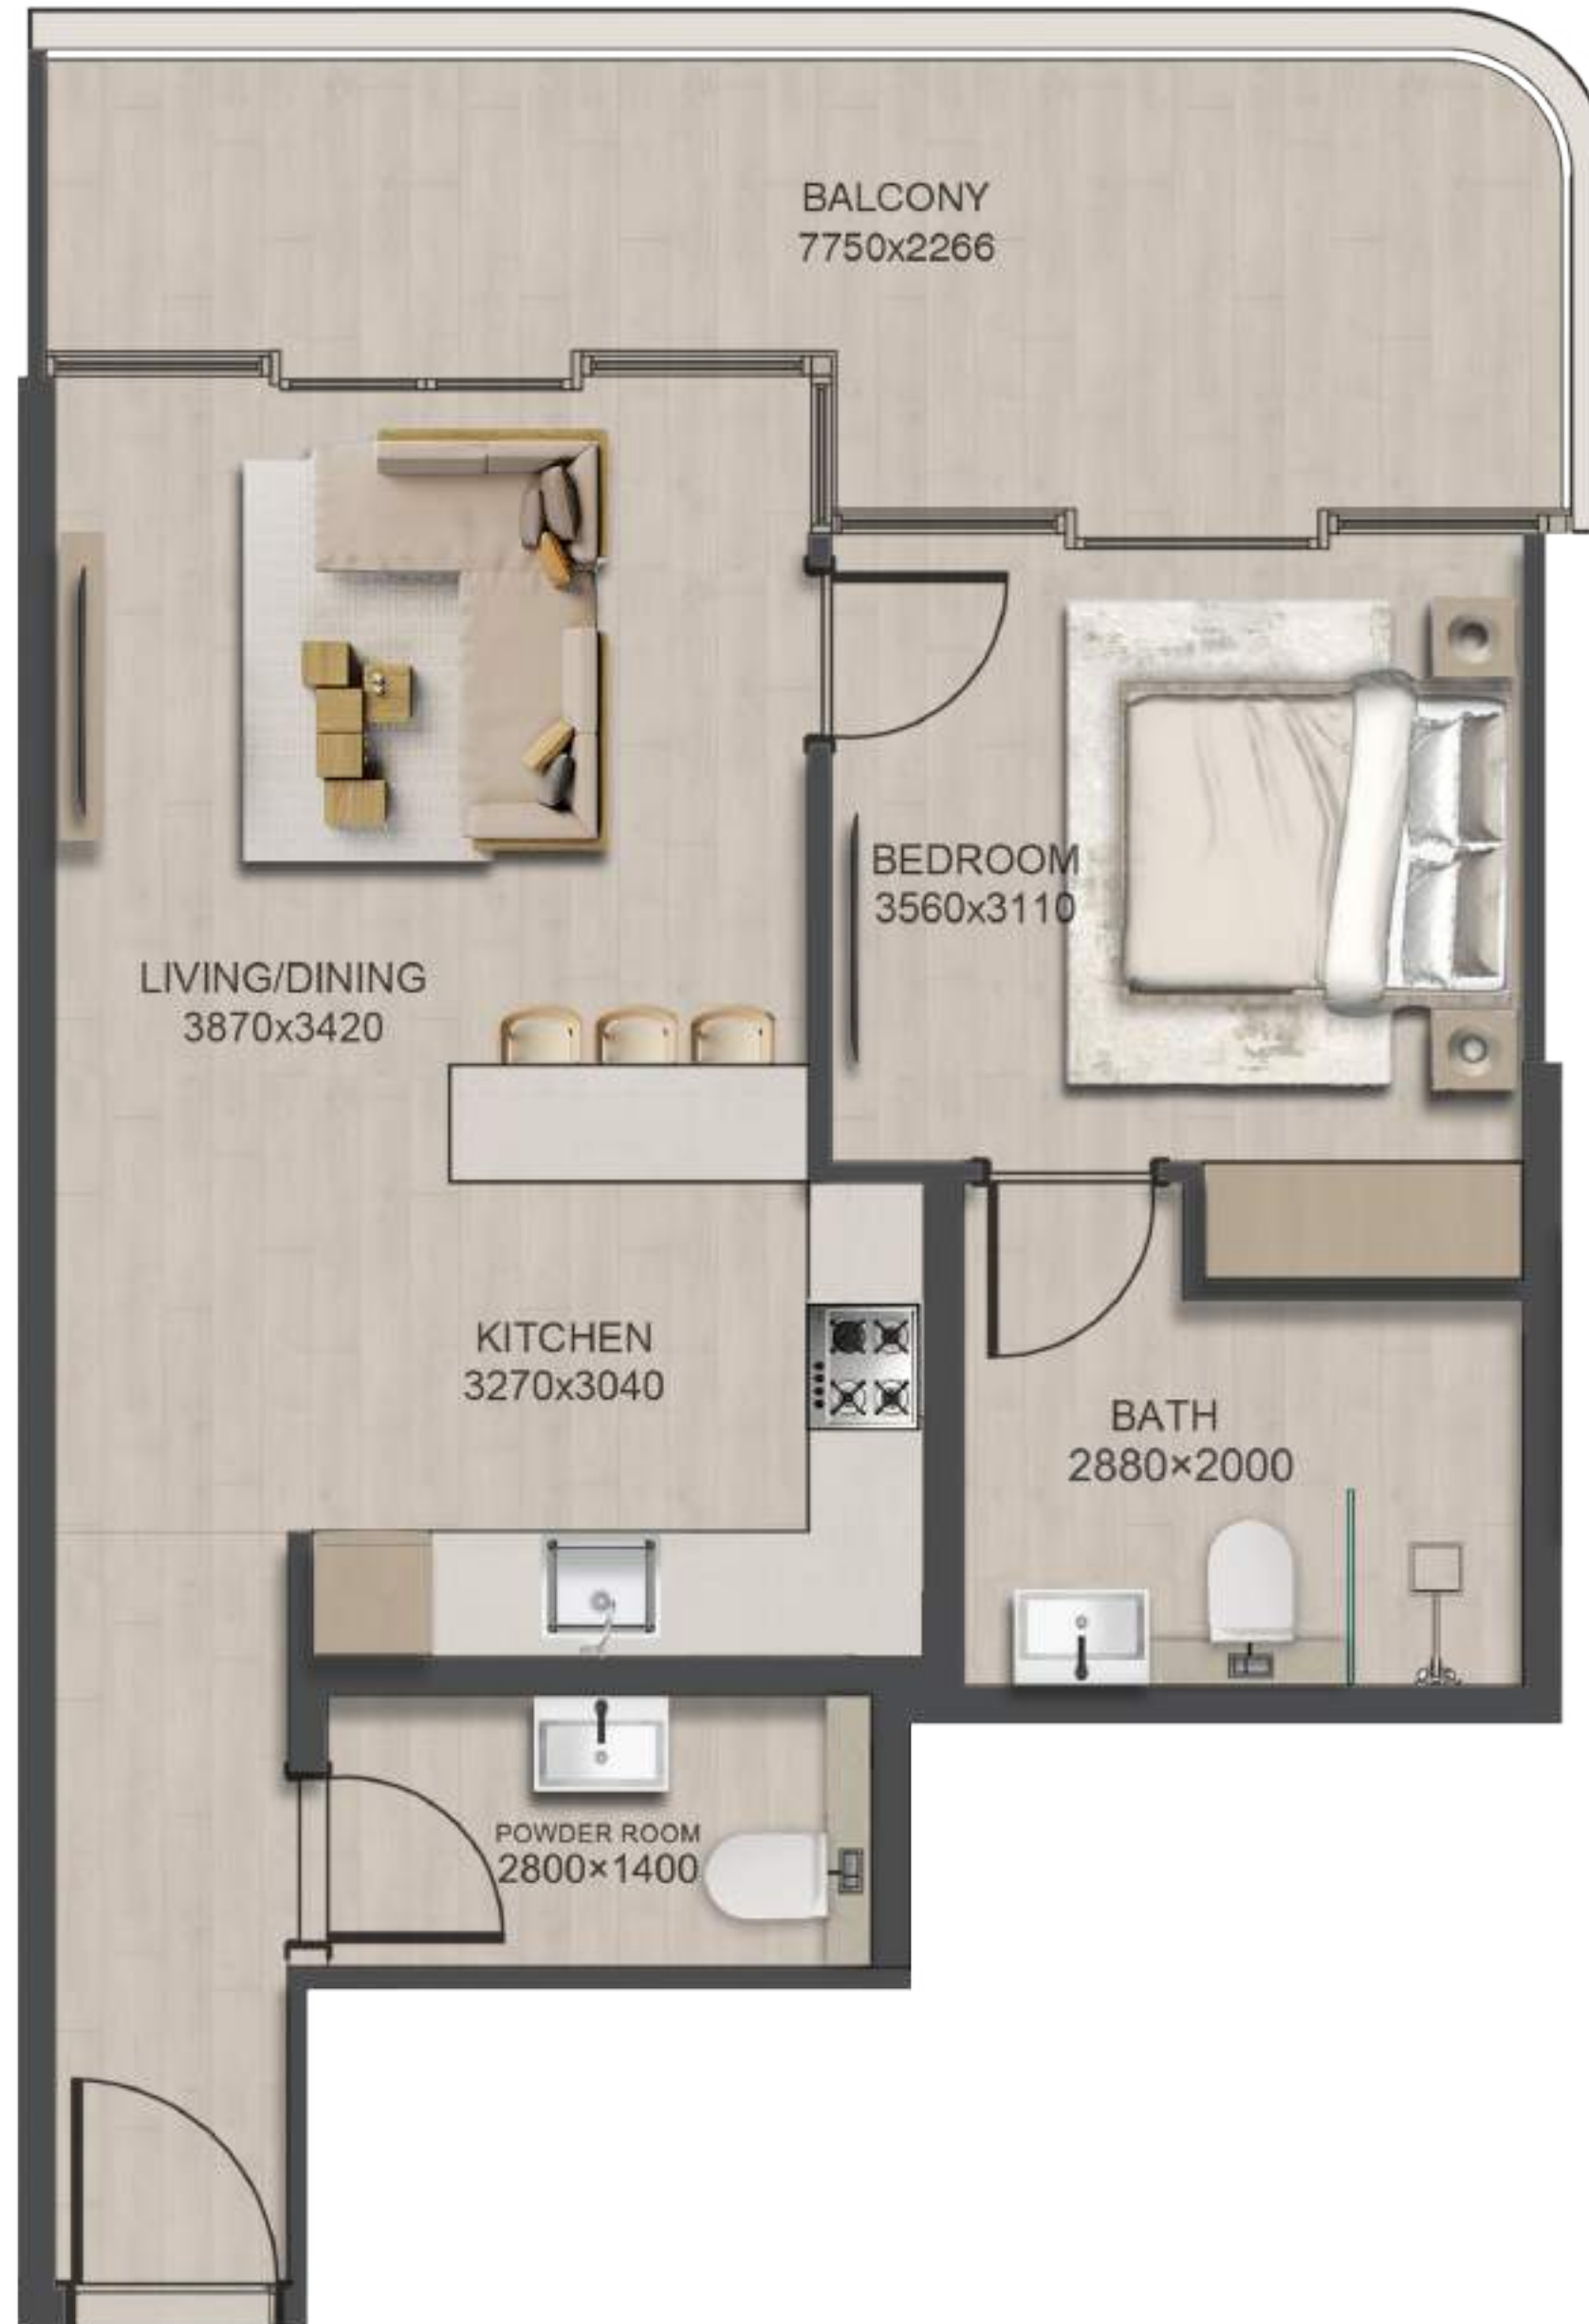 BALCONY
7750x2266
BEDROOM
3560x3110
LIVING/DINING
3870x3420
KITCHEN
3270x3040
BATH
2880×2000
POWDER ROOM
2800×1400